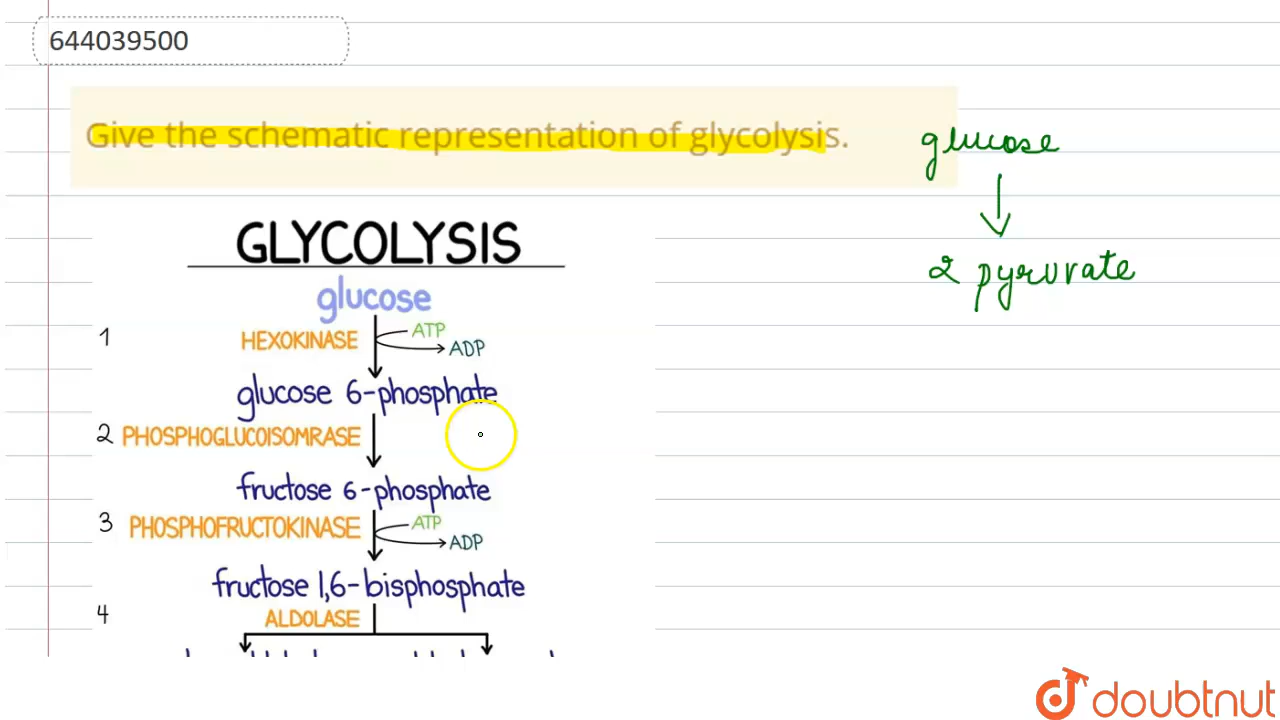 644039500
Give the schematic representation of glycolysis.
glucose
2 pyruvate
GLYCOLYSIS
glucose
1 HEXOKINASE ATP
ADP
glucose 6-phosphate
2 PHOSPHOGLUCOISOMRASE
fructose 6-phosphate
3 PHOSPHOFRUCTOKINASE ATP
ADP
fructose 1,6-bisphosphate
4 ALDOLASE
doubtnut